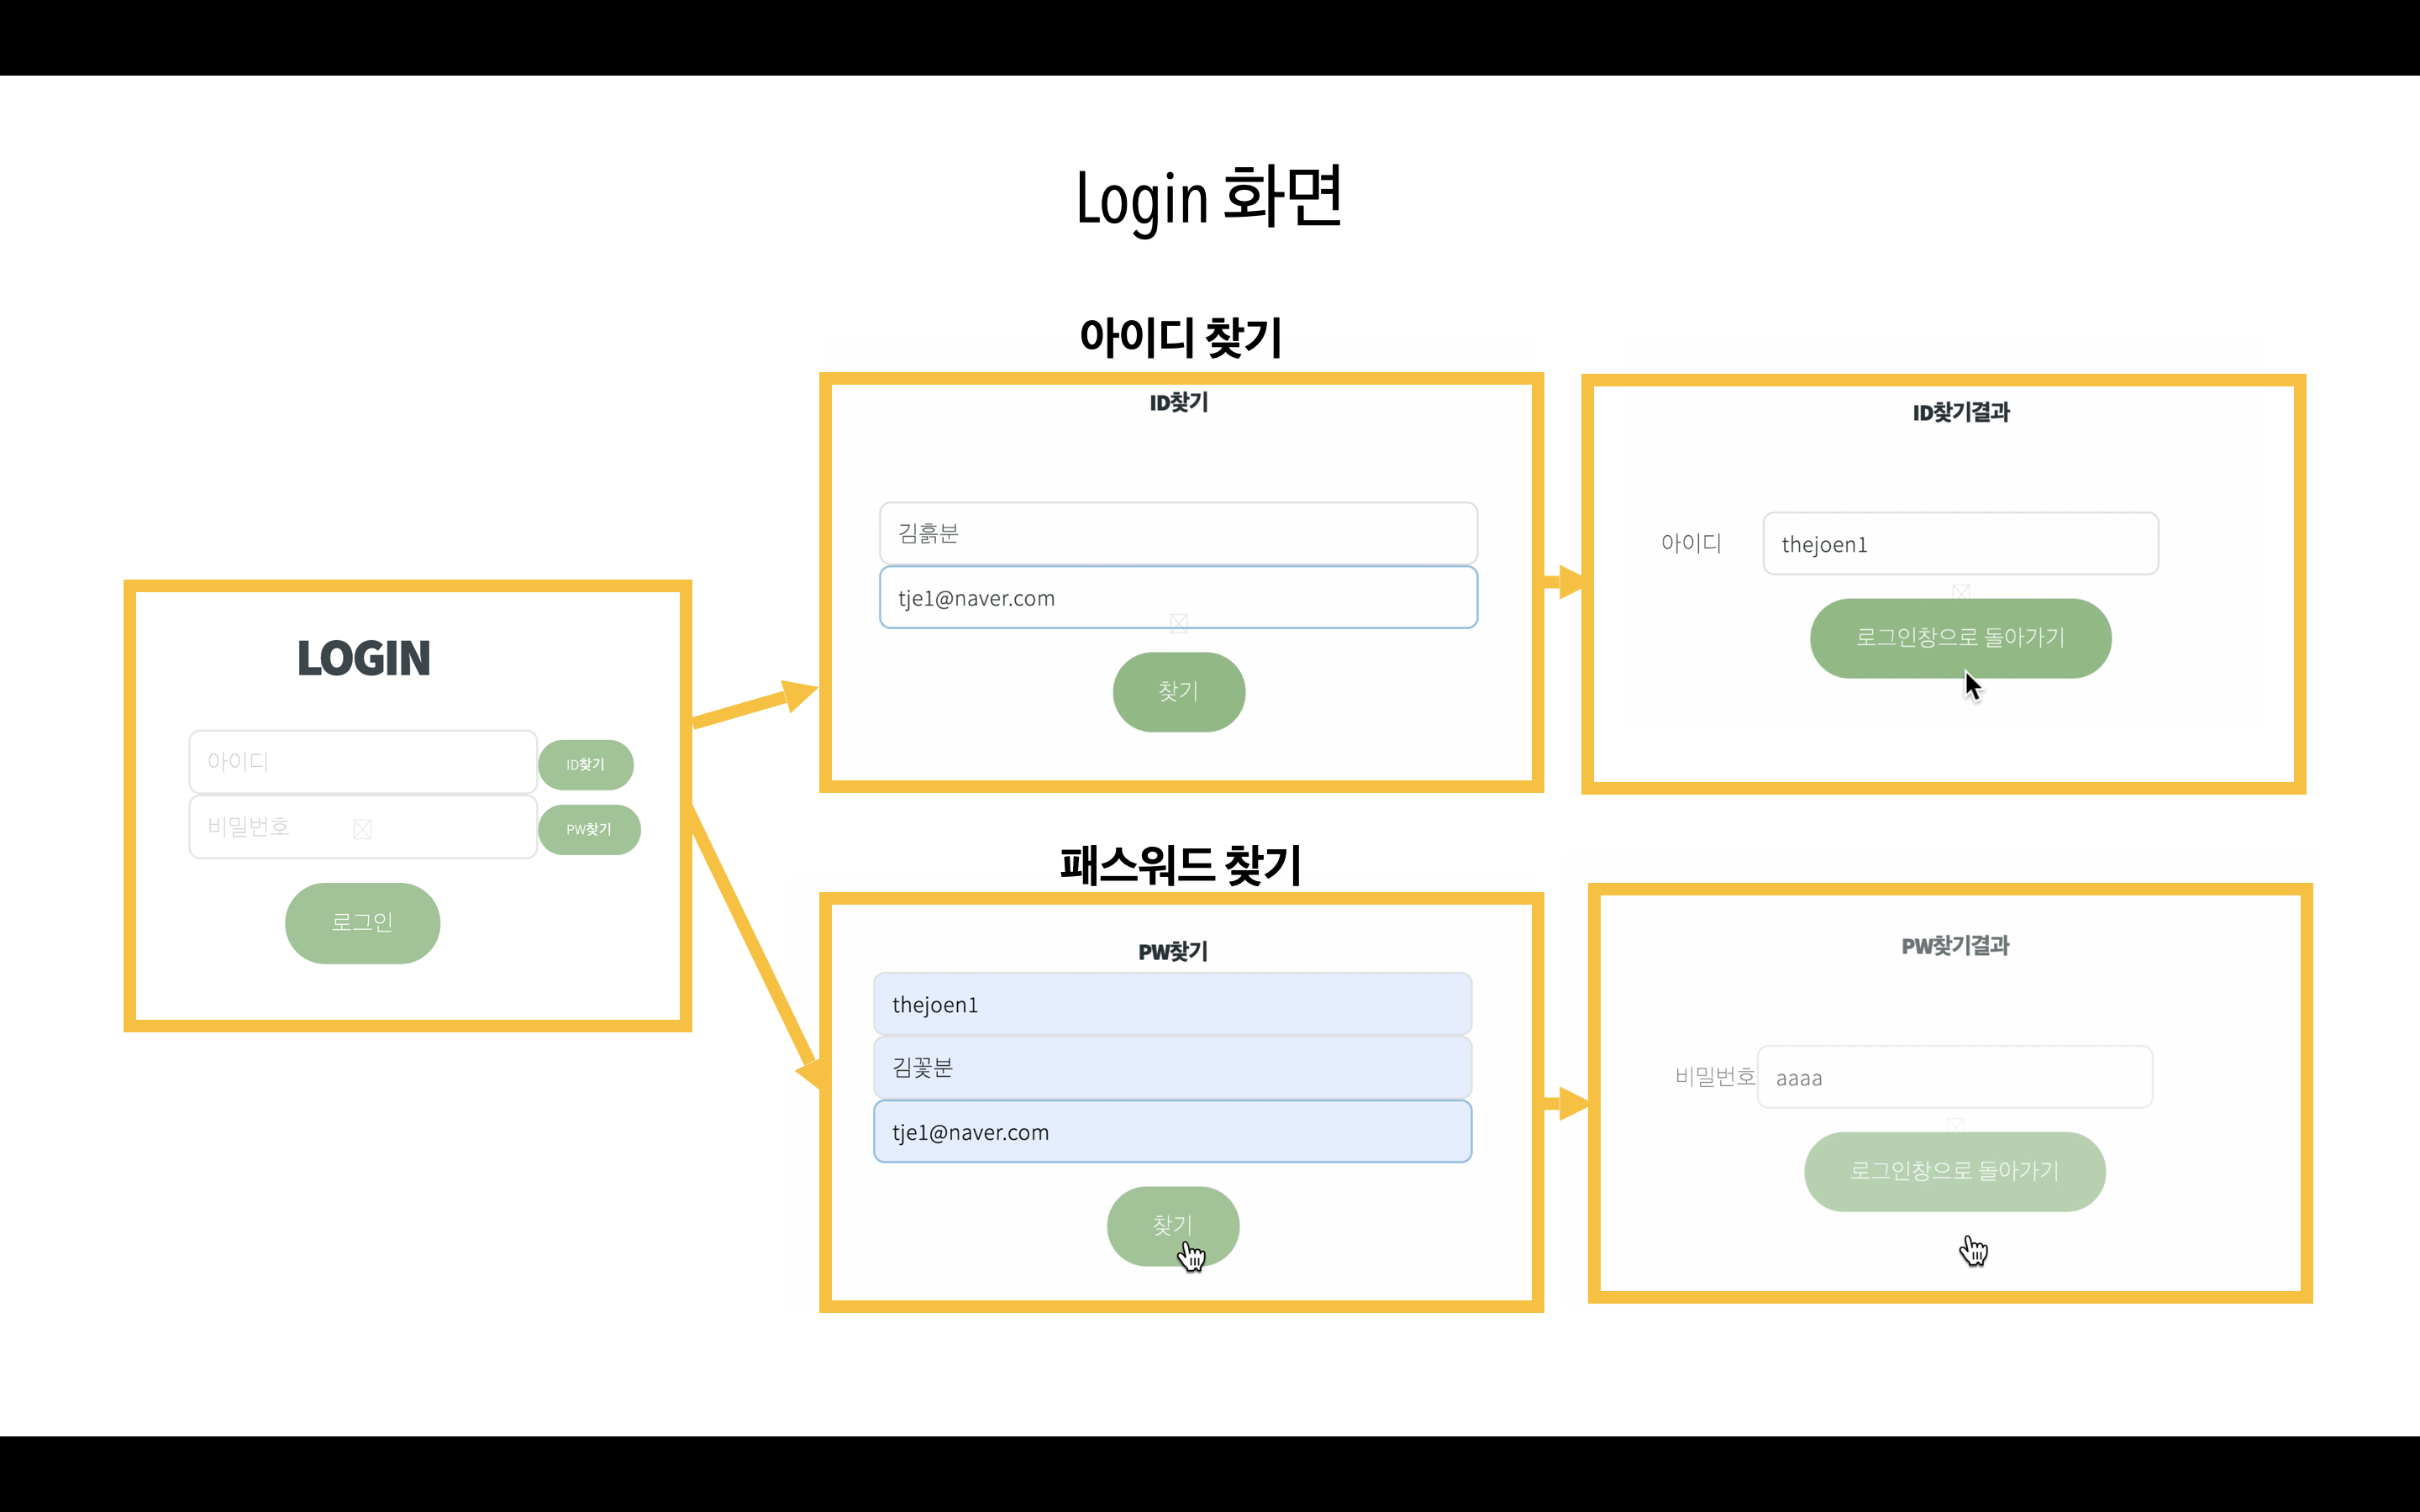 Login 화면
LOGIN
아이디
ID찾기
비밀번호
PW찾기
로그인
아이디 찾기
ID찾기
김흙분
tje1@naver.com
찾기
ID찾기결과
아이디
thejoen1
로그인창으로 돌아가기
패스워드 찾기
PW찾기
thejoen1
김꽃분
tje1@naver.com
찾기
PW찾기결과
비밀번호
aaaa
로그인창으로 돌아가기